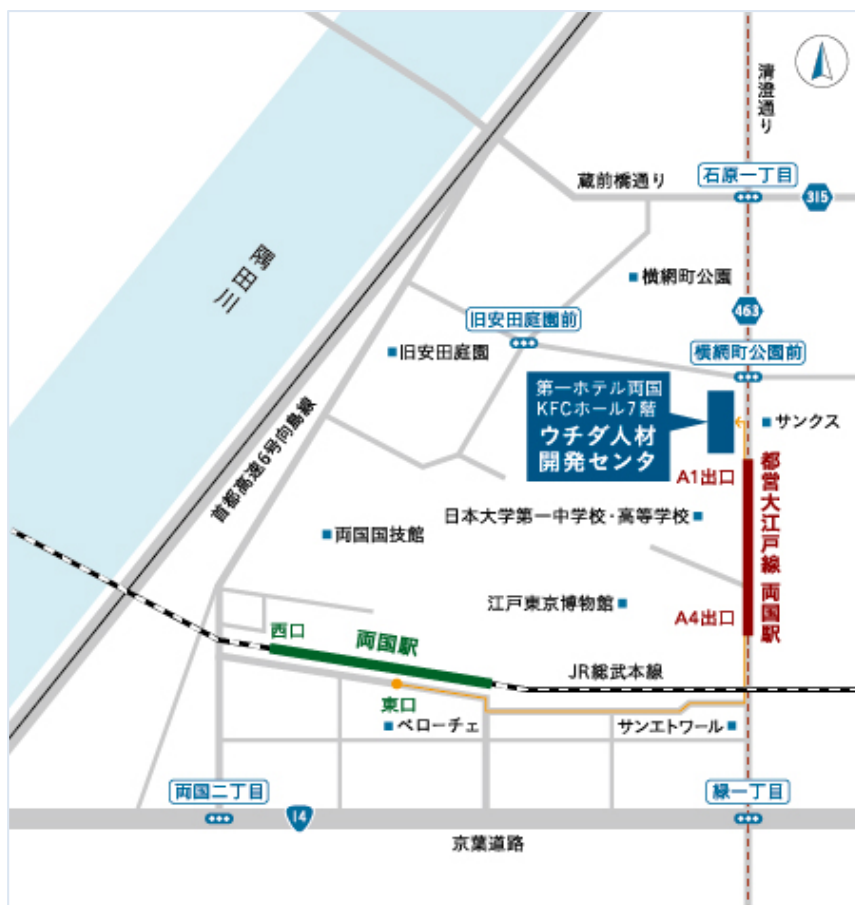 清澄通り
石原一丁目
蔵前橋通り
315
隅田川
横網町公園
463
旧安田庭園前
旧安田庭園
横網町公園前
第一ホテル両国
KFCホール7階
ウチダ人材
開発センタ
サンクス
首都高速6号向島線
A1出口
都営大江戸線 両国駅
日本大学第一中学校・高等学校
両国国技館
江戸東京博物館
A4出口
西口
両国駅
JR総武本線
東口
ベローチェ
サンエトワール
両国二丁目
14
緑一丁目
京葉道路